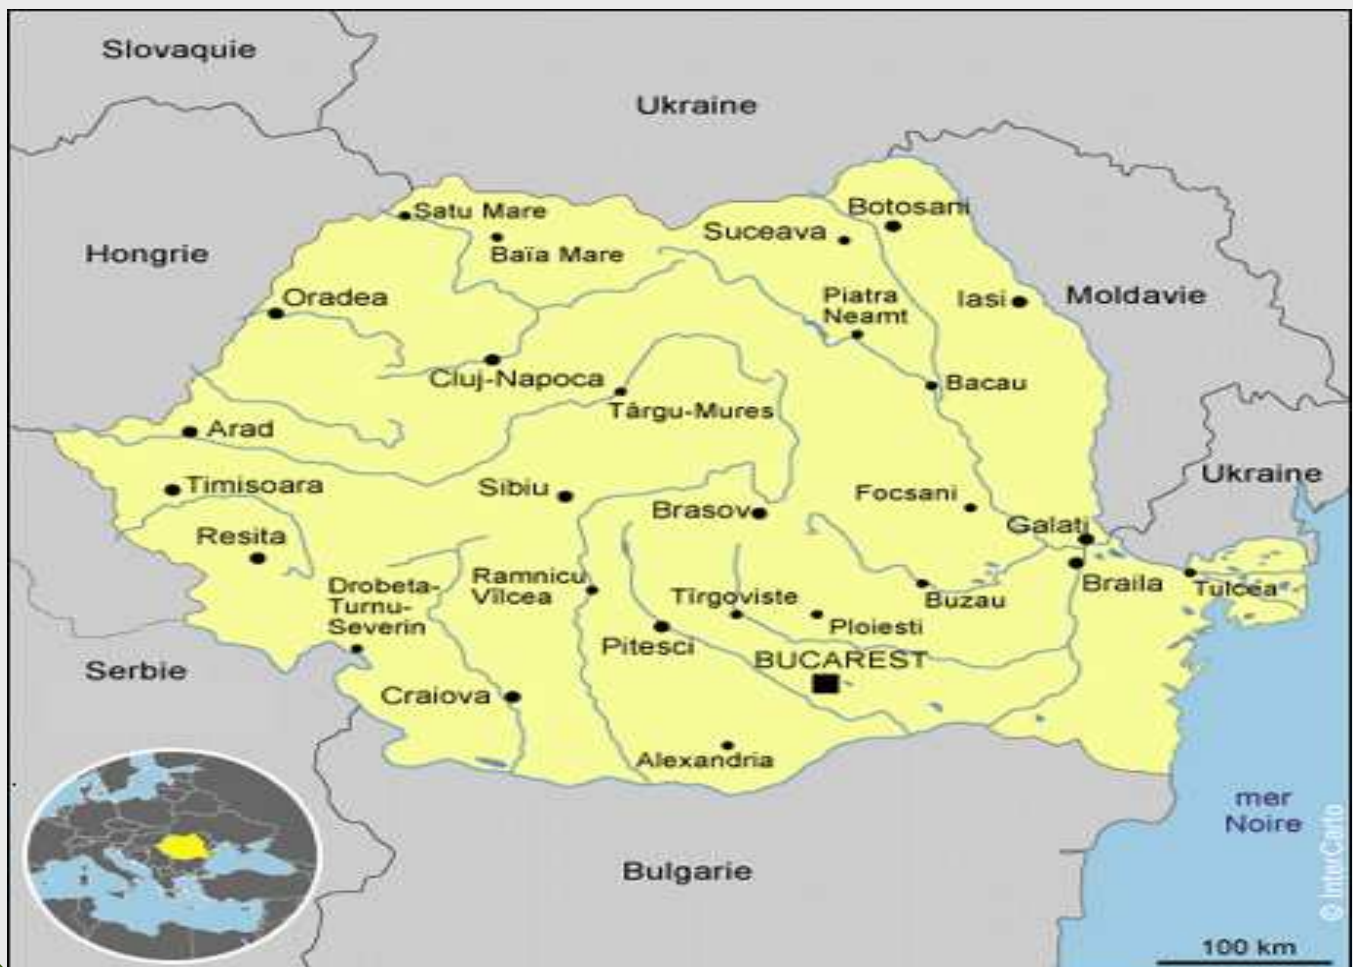 Slovaquie
Ukraine
Satu Mare
Botosani
Suceava
Hongrie
Baïa Mare
Oradea
Piatra
Neamt
Iasi
Moldavie
Cluj-Napoca
Bacau
Târgu-Mures
Arad
Ukraine
Timisoara
Sibiu
Focsani
Brasov
Galati
Resita
Ramnicu
Vîlcea
Drobeta-
Turnu-
Severin
Braila
Tulcea
Tîrgoviste
Buzau
Ploiesti
Pitesci
BUCAREST
Serbie
Craiova
Alexandria
mer
Noire
Bulgarie
© InterCarto
100 km